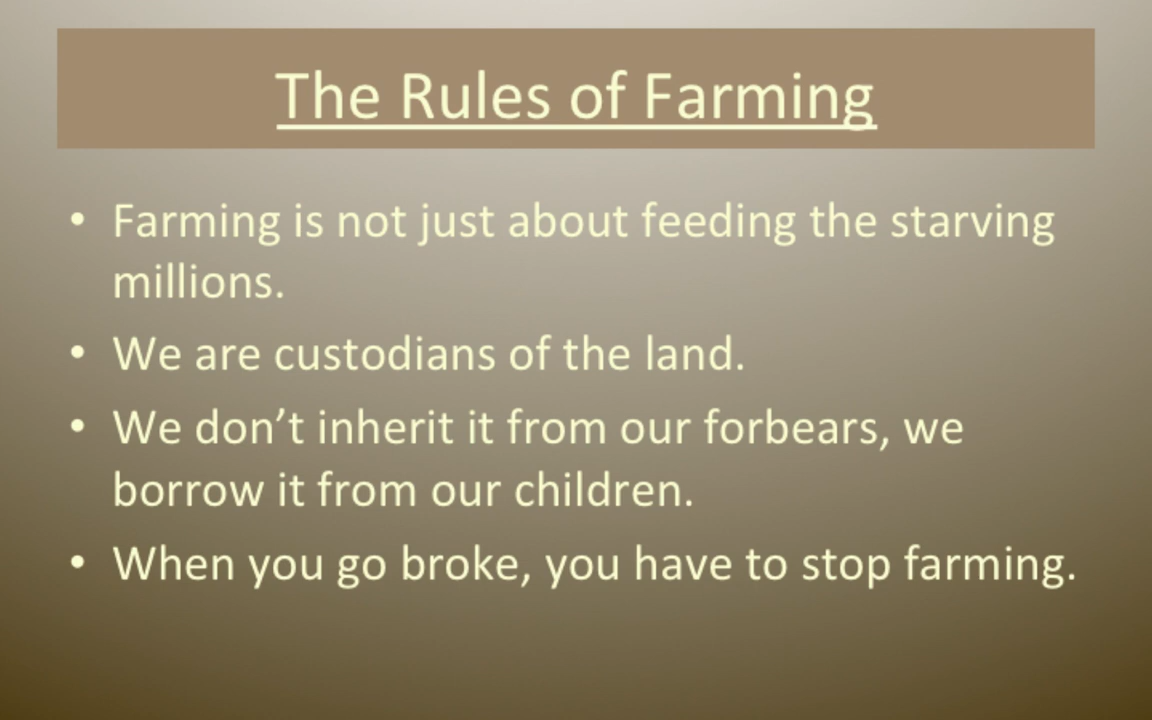 The Rules of Farming
• Farming is not just about feeding the starving
millions.
• We are custodians of the land.
• We don’t inherit it from our forbears, we
borrow it from our children.
• When you go broke, you have to stop farming.